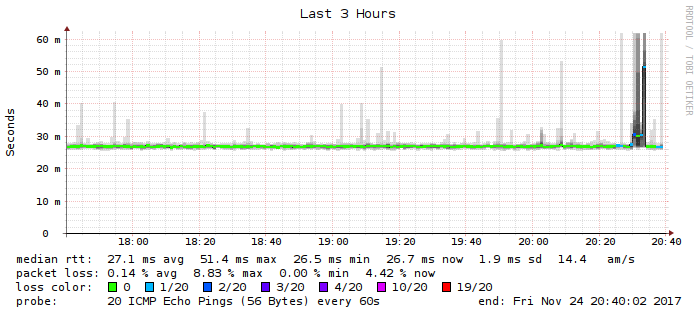 Last 3 Hours
RRDTOOL / TOBI OETIKER
Seconds
60 m
50 m
40 m
30 m
20 m
10 m
0
18:00 18:20 18:40 19:00 19:20 19:40 20:00 20:20 20:40
median rtt: 27.1 ms avg 51.4 ms max 26.5 ms min 26.7 ms now 1.9 ms sd 14.4 am/s
packet loss: 0.14 % avg 8.83 % max 0.00 % min 4.42 % now
loss color: 0 1/20 2/20 3/20 4/20 10/20 19/20
probe: 20 ICMP Echo Pings (56 Bytes) every 60s end: Fri Nov 24 20:40:02 2017